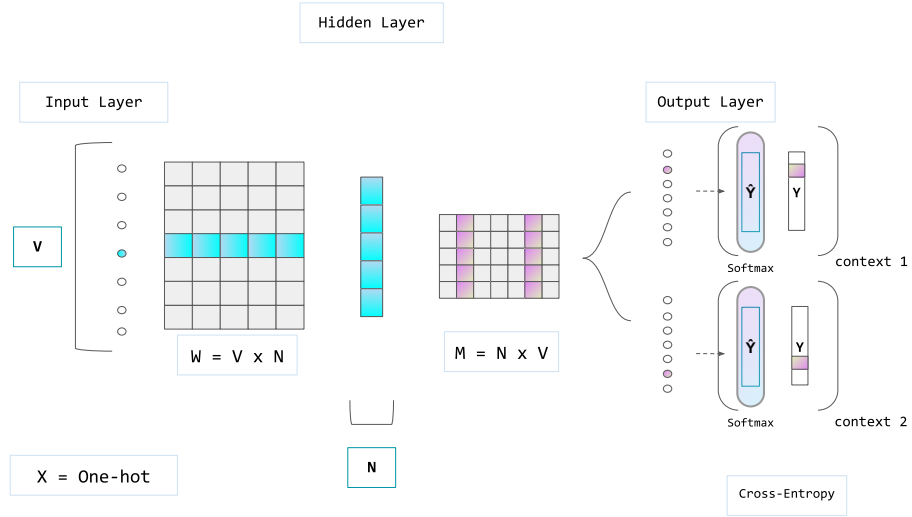 Hidden Layer
Input Layer
Output Layer
V
Ŷ
Y
Softmax
context 1
W = V x N
M = N x V
Ŷ
Y
Softmax
context 2
N
X = One-hot
Cross-Entropy